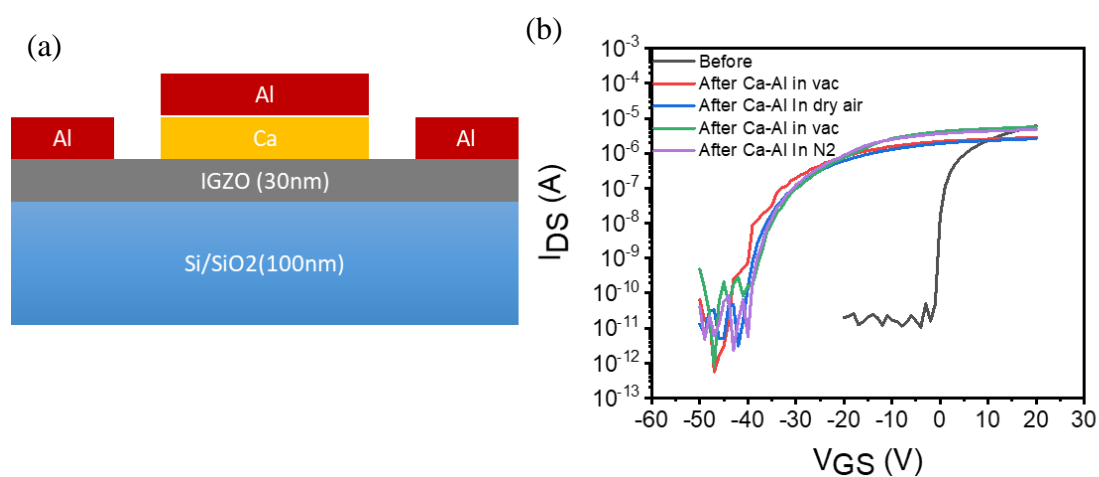 (a)
Al
Al
Ca
Al
IGZO (30nm)
Si/SiO2(100nm)
(b)
Before
After Ca-Al in vac
After Ca-Al In dry air
After Ca-Al in vac
After Ca-Al In N2
10-3
10-4
10-5
10-6
10-7
10-8
10-9
10-10
10-11
10-12
10-13
IDS (A)
-60 -50 -40 -30 -20 -10 0 10 20 30
VGS (V)